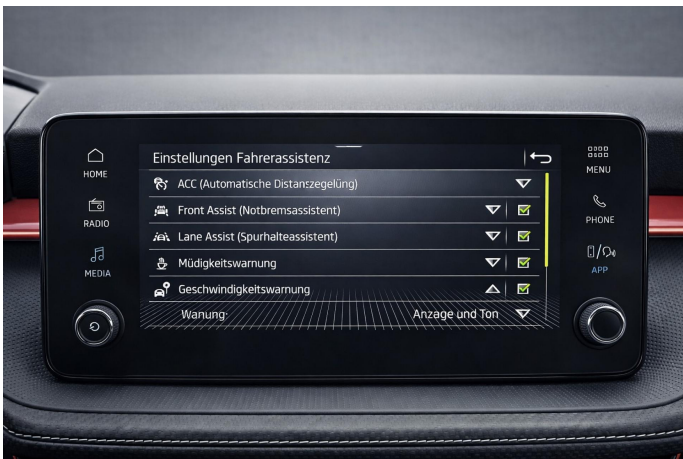 Einstellungen Fahrerassistenz
HOME
MENU
ACC (Automatische Distanzegelüng)
RADIO
Front Assist (Notbremsassistent)
PHONE
Lane Assist (Spurhalteassistent)
MEDIA
Müdigkeitswarnung
APP
Geschwindigkeitswarnung
Wanung:
Anzage und Ton